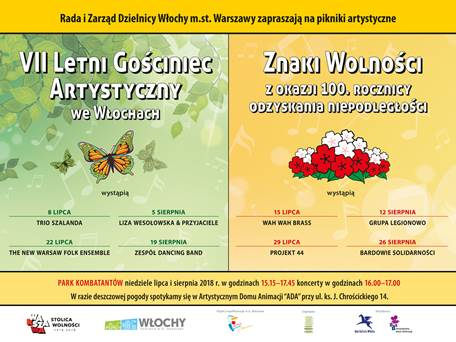 Rada i Zarząd Dzielnicy Włochy m.st. Warszawy zapraszają na pikniki artystyczne
VII Letni Gościniec
Artystyczny
we Włochach
wystąpią
8 LIPCA
TRIO SZALANDA
5 SIERPNIA
LIZA WESOŁOWSKA & PRZYJACIELE
22 LIPCA
THE NEW WARSAW FOLK ENSEMBLE
19 SIERPNIA
ZESPÓŁ DANCING BAND
Znaki Wolności
z okazji 100. rocznicy
odzyskania niepodległości
wystąpią
15 LIPCA
WAH WAH BRASS
12 SIERPNIA
GRUPA LEGIONOWO
29 LIPCA
PROJEKT 44
26 SIERPNIA
BARDOWIE SOLIDARNOŚCI
PARK KOMBATANTÓW niedziele lipca i sierpnia 2018 r. w godzinach 15.15–17.45 koncerty w godzinach 16.00–17.00
W razie deszczowej pogody spotykamy się w Artystycznym Domu Animacji "ADA" przy ul. ks. J. Chrościckiego 14.
STOLICA
WOLNOŚCI
WŁOCHY